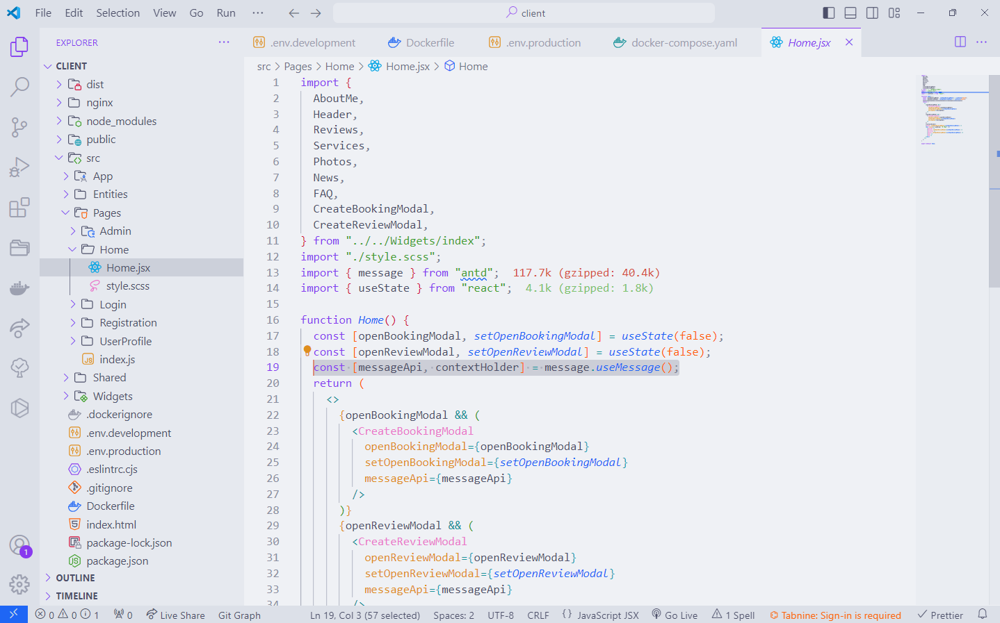 File Edit Selection View Go Run ···
client
EXPLORER ···
CLIENT
dist
nginx
node_modules
public
src
App
Entities
Pages
Admin
Home
Home.jsx
style.scss
Login
Registration
UserProfile
index.js
Shared
Widgets
.dockerignore
.env.development
.env.production
.eslintrc.cjs
.gitignore
Dockerfile
index.html
package-lock.json
package.json
OUTLINE
TIMELINE
1
.env.development Dockerfile .env.production docker-compose.yaml Home.jsx
src > Pages > Home > Home.jsx > Home
1 import {
2 AboutMe,
3 Header,
4 Reviews,
5 Services,
6 Photos,
7 News,
8 FAQ,
9 CreateBookingModal,
10 CreateReviewModal,
11 } from "../../Widgets/index";
12 import "./style.scss";
13 import { message } from "antd"; 117.7k (gzipped: 40.4k)
14 import { useState } from "react"; 4.1k (gzipped: 1.8k)
15
16 function Home() {
17 const [openBookingModal, setOpenBookingModal] = useState(false);
18 const [openReviewModal, setOpenReviewModal] = useState(false);
19 const·[messageApi,·contextHolder]·=·message.useMessage();
20 return (
21 <>
22 {openBookingModal && (
23 <CreateBookingModal
24 openBookingModal={openBookingModal}
25 setOpenBookingModal={setOpenBookingModal}
26 messageApi={messageApi}
27 />
28 )}
29 {openReviewModal && (
30 <CreateReviewModal
31 openReviewModal={openReviewModal}
32 setOpenReviewModal={setOpenReviewModal}
33 messageApi={messageApi}
34 />
0 0 1 0 Live Share Git Graph Ln 19, Col 3 (57 selected) Spaces: 2 UTF-8 CRLF {} JavaScript JSX Go Live 1 Spell Tabnine: Sign-in is required Prettier